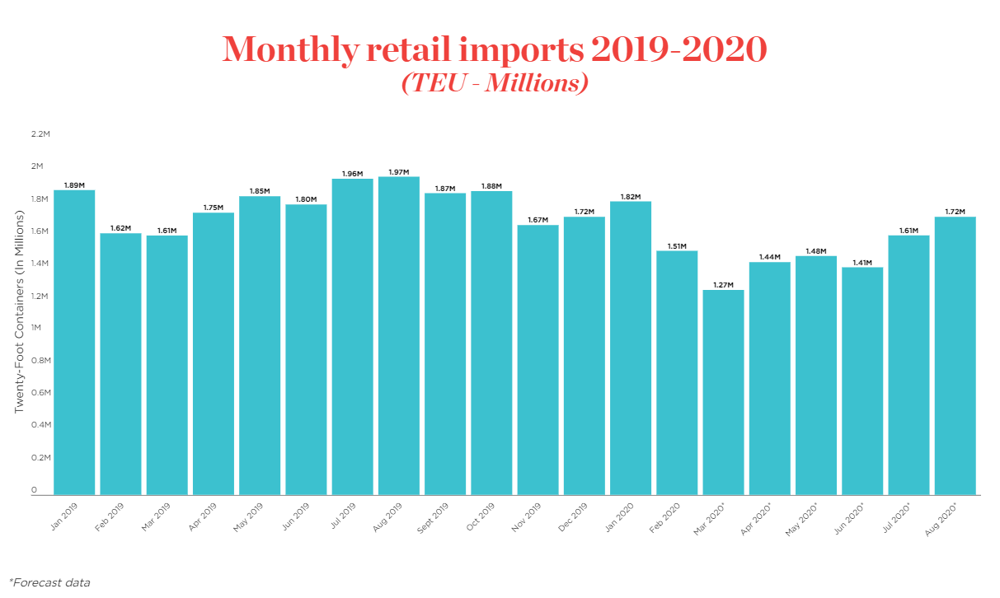 Monthly retail imports 2019-2020
(TEU - Millions)
Twenty-Foot Containers (In Millions)
2.2M
2M
1.8M
1.6M
1.4M
1.2M
1M
0.8M
0.6M
0.4M
0.2M
0
1.89M
1.62M
1.61M
1.75M
1.85M
1.80M
1.96M
1.97M
1.87M
1.88M
1.67M
1.72M
1.82M
1.51M
1.27M
1.44M
1.48M
1.41M
1.61M
1.72M
Jan 2019
Feb 2019
Mar 2019
Apr 2019
May 2019
Jun 2019
Jul 2019
Aug 2019
Sept 2019
Oct 2019
Nov 2019
Dec 2019
Jan 2020
Feb 2020
Mar 2020*
Apr 2020*
May 2020*
Jun 2020*
Jul 2020*
Aug 2020*
*Forecast data